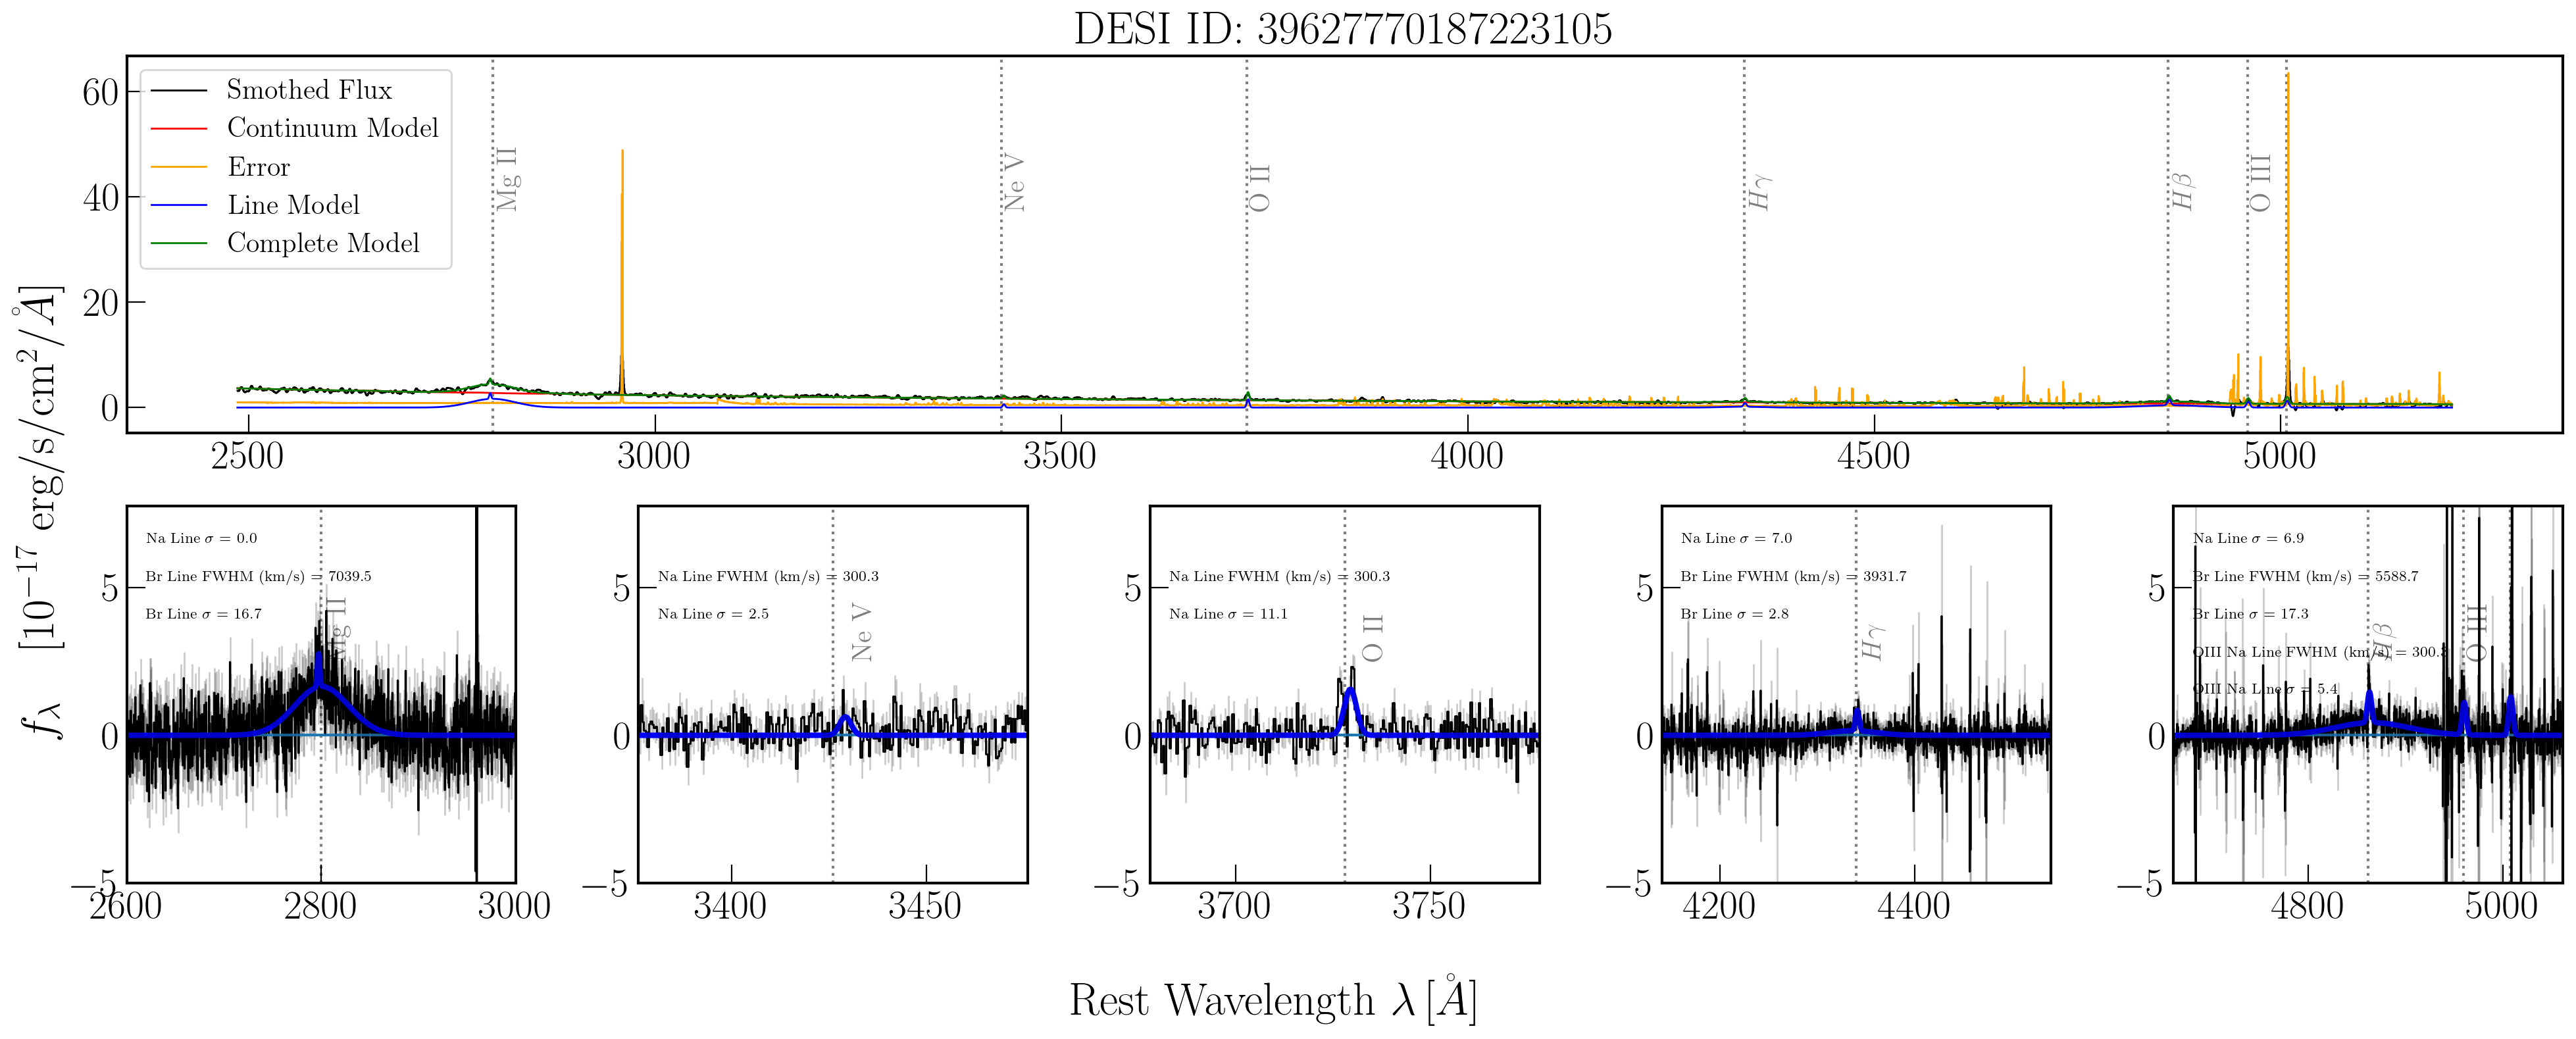 DESI ID: 39627770187223105
60
40
20
0
Smothed Flux
Continuum Model
Error
Line Model
Complete Model
Mg II
Ne V
O II
Hγ
Hβ
O III
2500
3000
3500
4000
4500
5000
f_λ [10^{-17} erg/s/cm^2/Å]
Na Line σ = 0.0
Br Line FWHM (km/s) = 7039.5
Br Line σ = 16.7
Mg II
5
0
−5
2600
2800
3000
Na Line FWHM (km/s) = 300.3
Na Line σ = 2.5
Ne V
5
0
−5
3400
3450
Na Line FWHM (km/s) = 300.3
Na Line σ = 11.1
O II
5
0
−5
3700
3750
Na Line σ = 7.0
Br Line FWHM (km/s) = 3931.7
Br Line σ = 2.8
Hγ
5
0
−5
4200
4400
Na Line σ = 6.9
Br Line FWHM (km/s) = 5588.7
Br Line σ = 17.3
OIII Na Line FWHM (km/s) = 300.3
OIII Na Line σ = 5.4
Hβ
O III
5
0
−5
4800
5000
Rest Wavelength λ [Å]